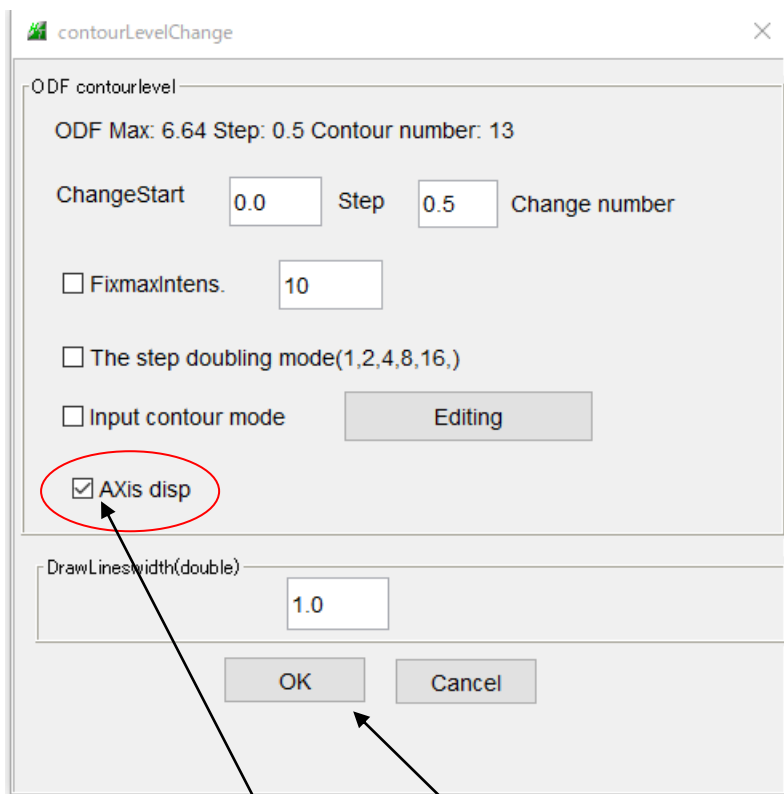 contourLevelChange
ODF contourlevel
ODF Max: 6.64 Step: 0.5 Contour number: 13
ChangeStart 0.0 Step 0.5 Change number
FixmaxIntens. 10
The step doubling mode(1,2,4,8,16,)
Input contour mode Editing
AXis disp
DrawLineswidth(double)
1.0
OK Cancel